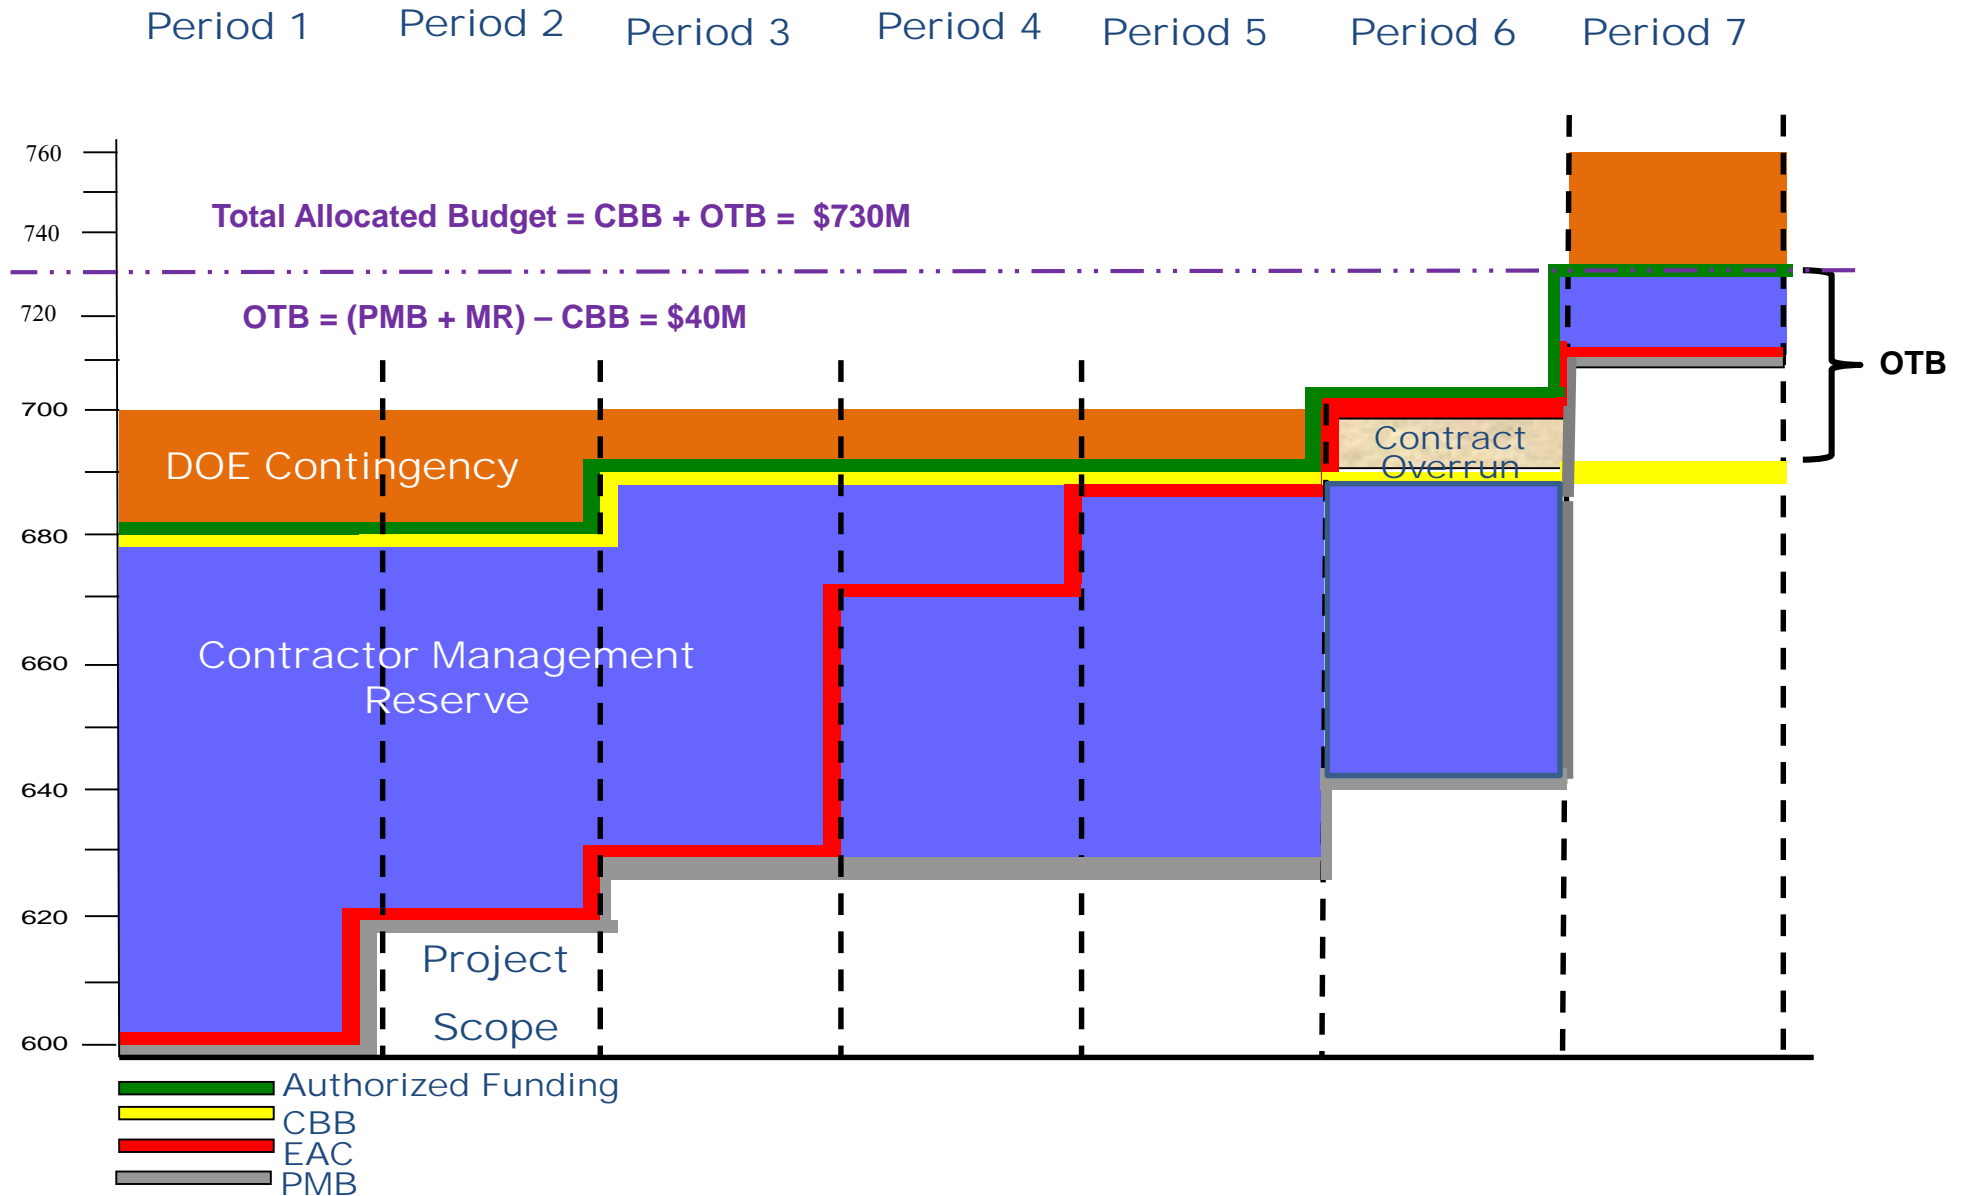 Period 1
Period 2
Period 3
Period 4
Period 5
Period 6
Period 7
760
Total Allocated Budget = CBB + OTB = $730M
740
720
OTB = (PMB + MR) – CBB = $40M
OTB
700
Contract
Overrun
DOE Contingency
680
Contractor Management
Reserve
660
640
620
Project
Scope
600
Authorized Funding
CBB
EAC
PMB